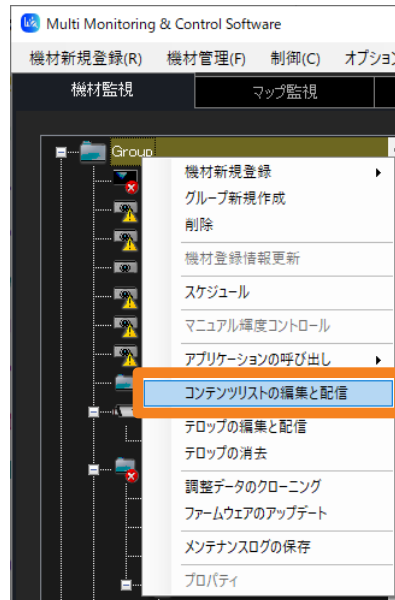 Multi Monitoring & Control Software
機材新規登録(R) 機材管理(F) 制御(C) オプション
機材監視 マップ監視
Group
機材新規登録
グループ新規作成
削除
機材登録情報更新
スケジュール
マニュアル輝度コントロール
アプリケーションの呼び出し
コンテンツリストの編集と配信
テロップの編集と配信
テロップの消去
調整データのクローニング
ファームウェアのアップデート
メンテナンスログの保存
プロパティ